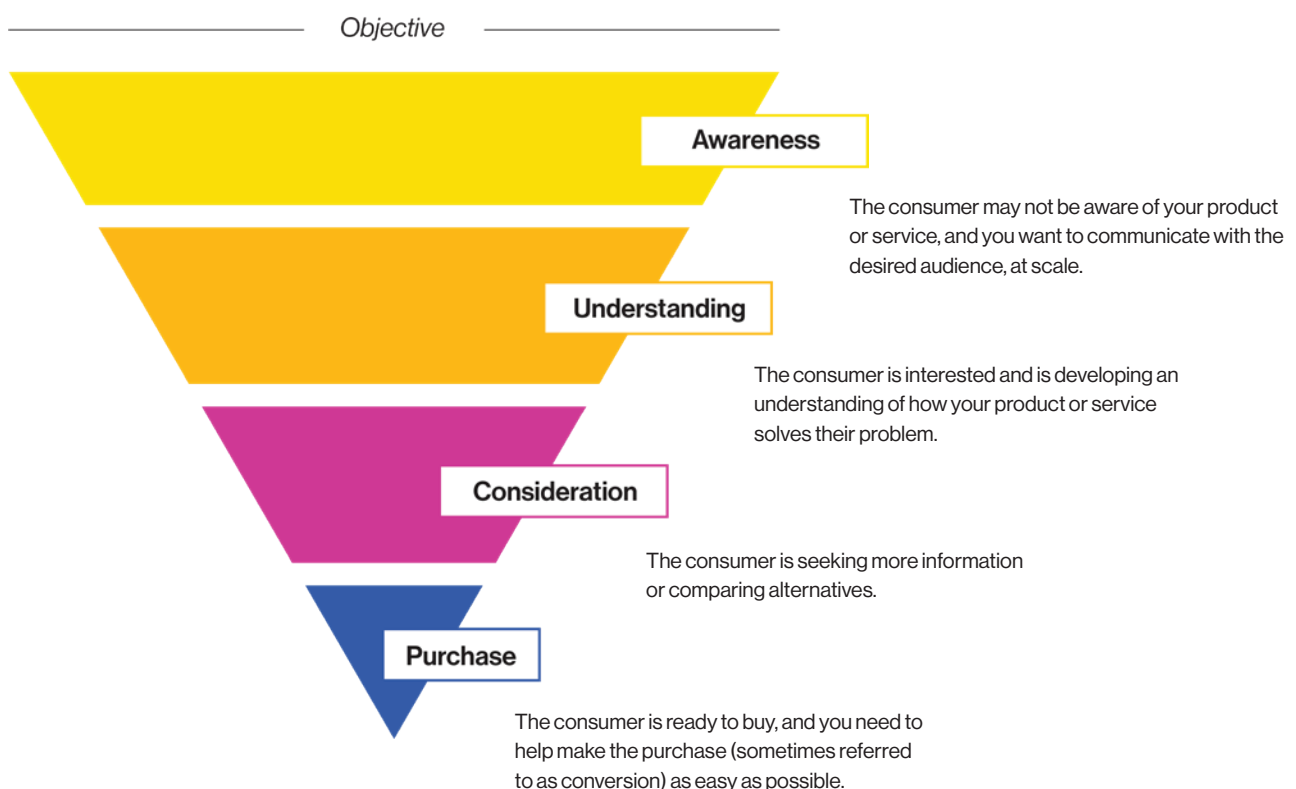 Objective
Awareness
The consumer may not be aware of your product
or service, and you want to communicate with the
desired audience, at scale.
Understanding
The consumer is interested and is developing an
understanding of how your product or service
solves their problem.
Consideration
The consumer is seeking more information
or comparing alternatives.
Purchase
The consumer is ready to buy, and you need to
help make the purchase (sometimes referred
to as conversion) as easy as possible.